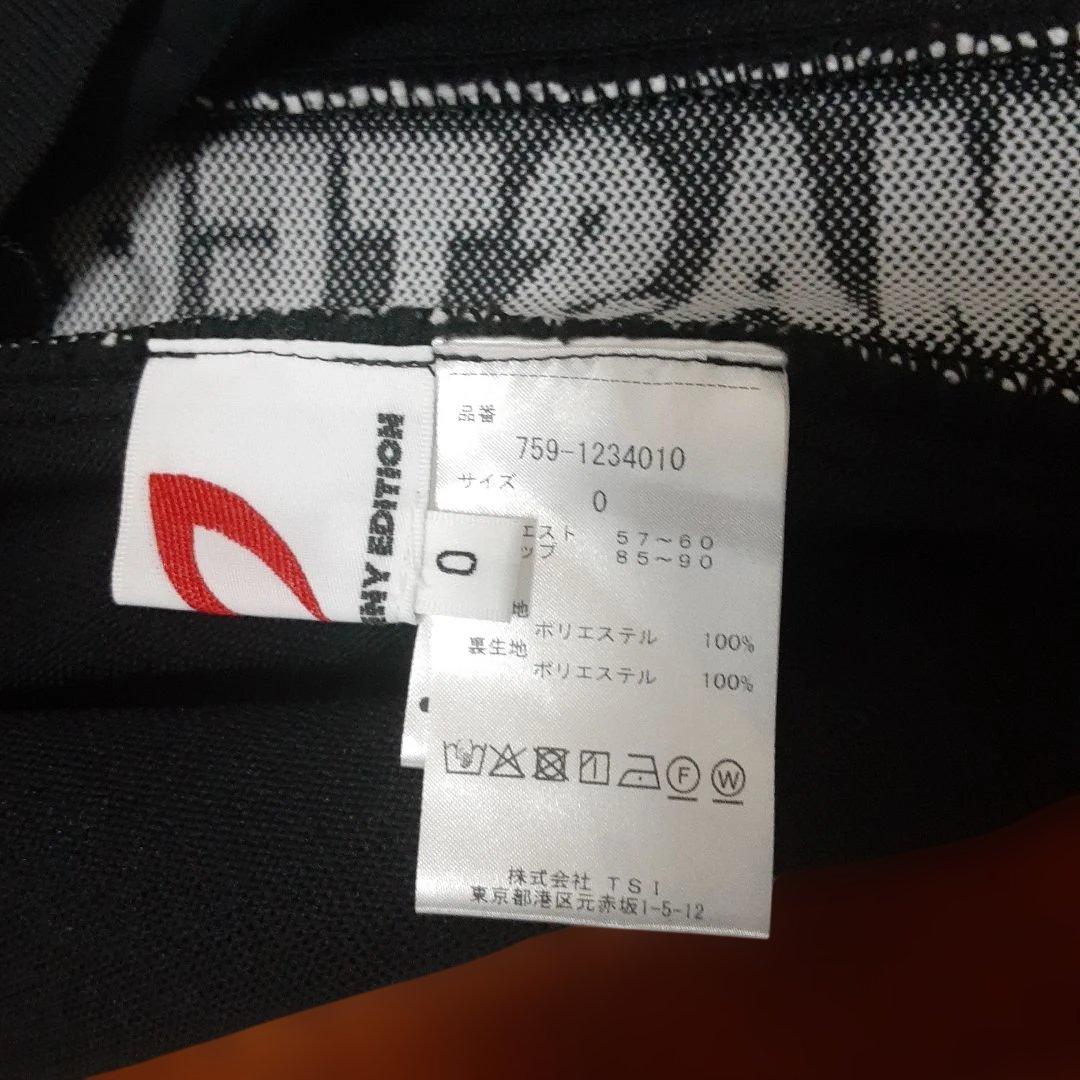 品番
759-1234010
サイズ
0
エスト 57～60
ップ 85～90
地
ポリエステル 100%
裏生地
ポリエステル 100%
F W
株式会社 TSI
東京都港区元赤坂1-5-12
0
EDITION